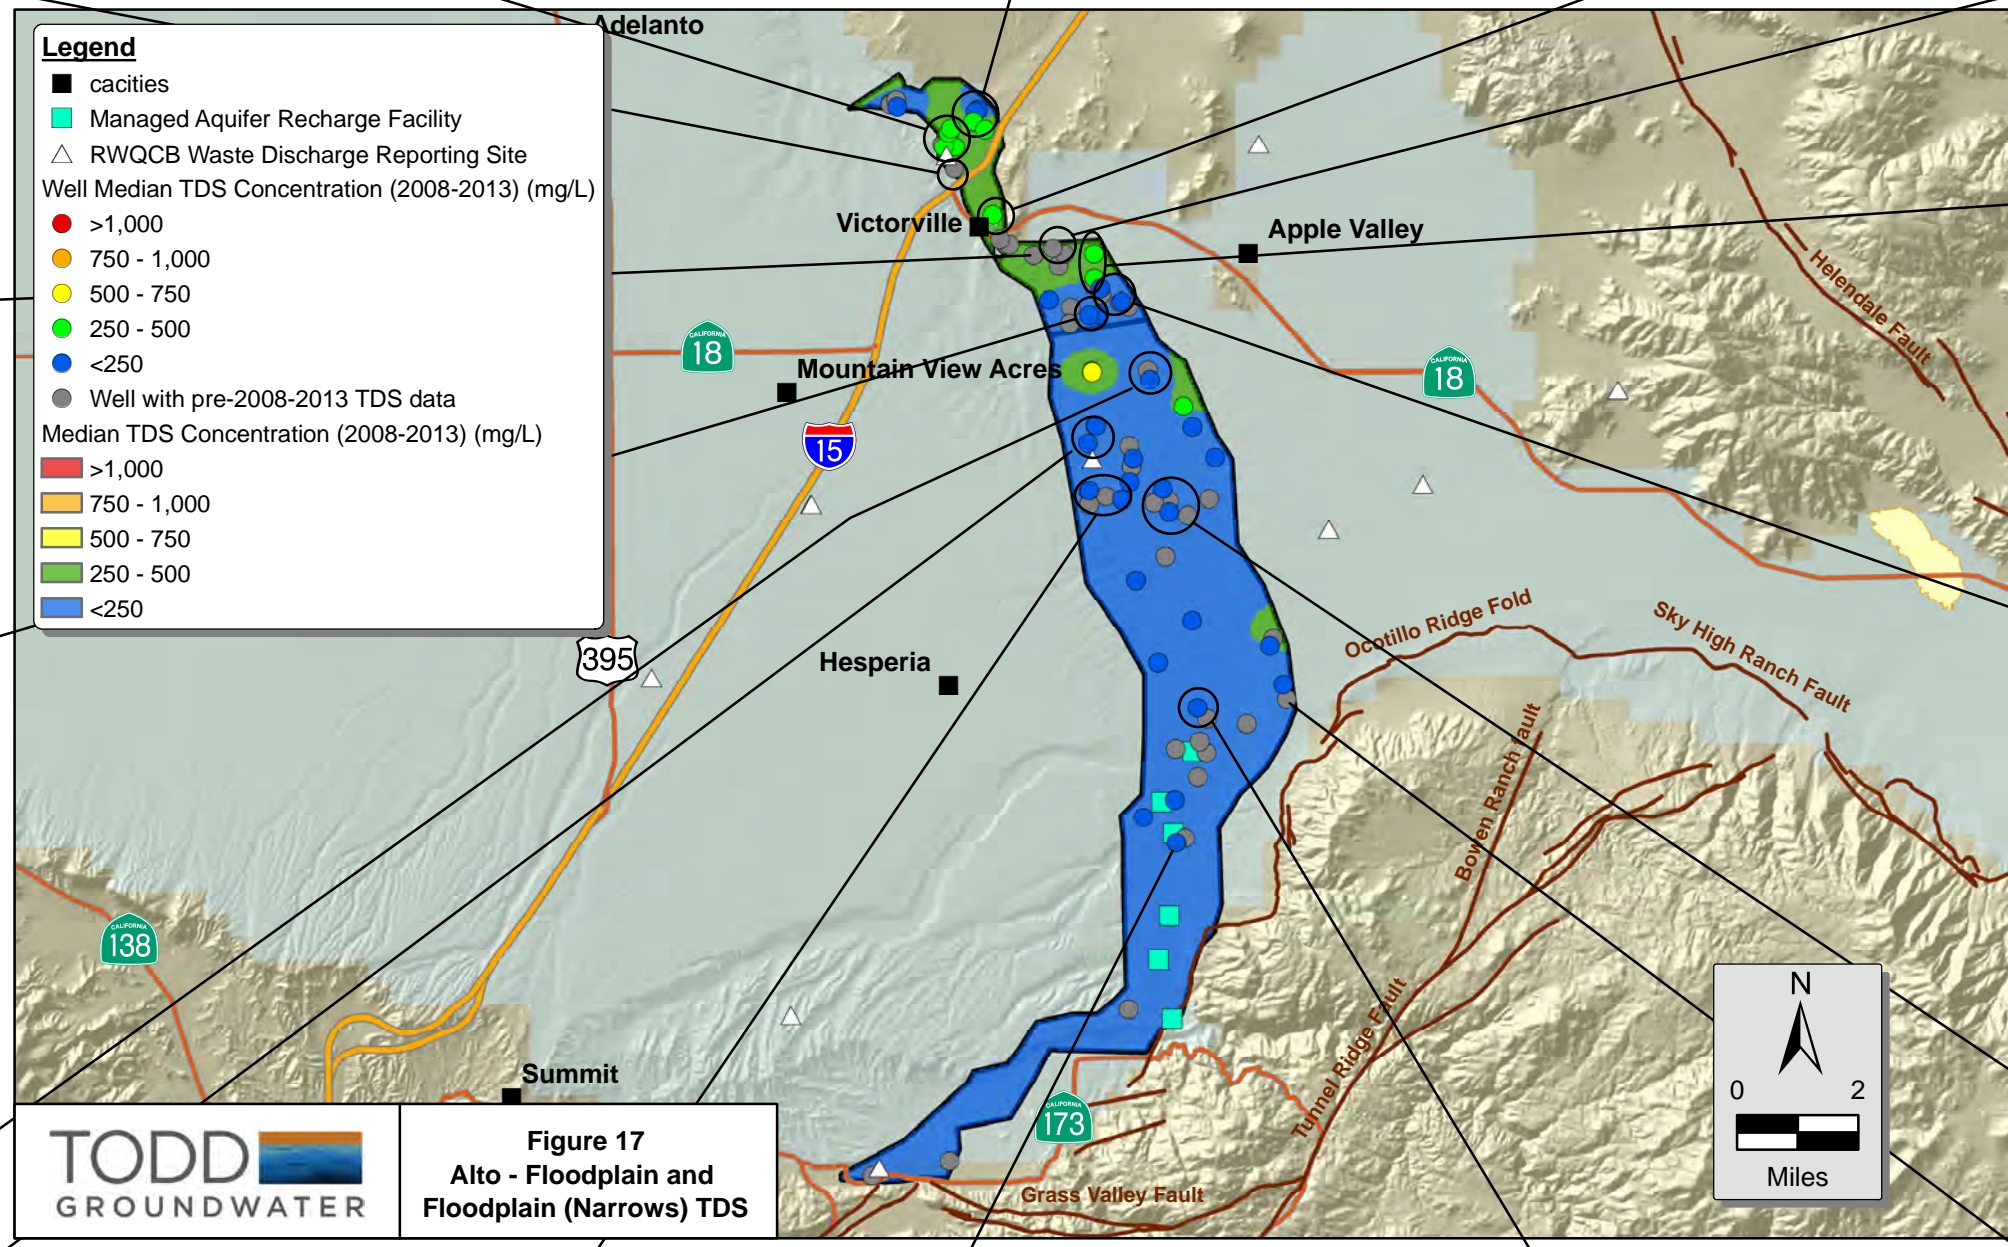 Legend
cacities
Managed Aquifer Recharge Facility
RWQCB Waste Discharge Reporting Site
Well Median TDS Concentration (2008-2013) (mg/L)
>1,000
750 - 1,000
500 - 750
250 - 500
<250
Well with pre-2008-2013 TDS data
Median TDS Concentration (2008-2013) (mg/L)
>1,000
750 - 1,000
500 - 750
250 - 500
<250
Adelanto
Victorville
Apple Valley
Helendale Fault
CALIFORNIA
18
Mountain View Acres
CALIFORNIA
18
15
395
Hesperia
Ocotillo Ridge Fold
Sky High Ranch Fault
Bowen Ranch fault
CALIFORNIA
138
Summit
Tunnel Ridge Fault
CALIFORNIA
173
Grass Valley Fault
N
0 2
Miles
TODD
GROUNDWATER
Figure 17
Alto - Floodplain and
Floodplain (Narrows) TDS